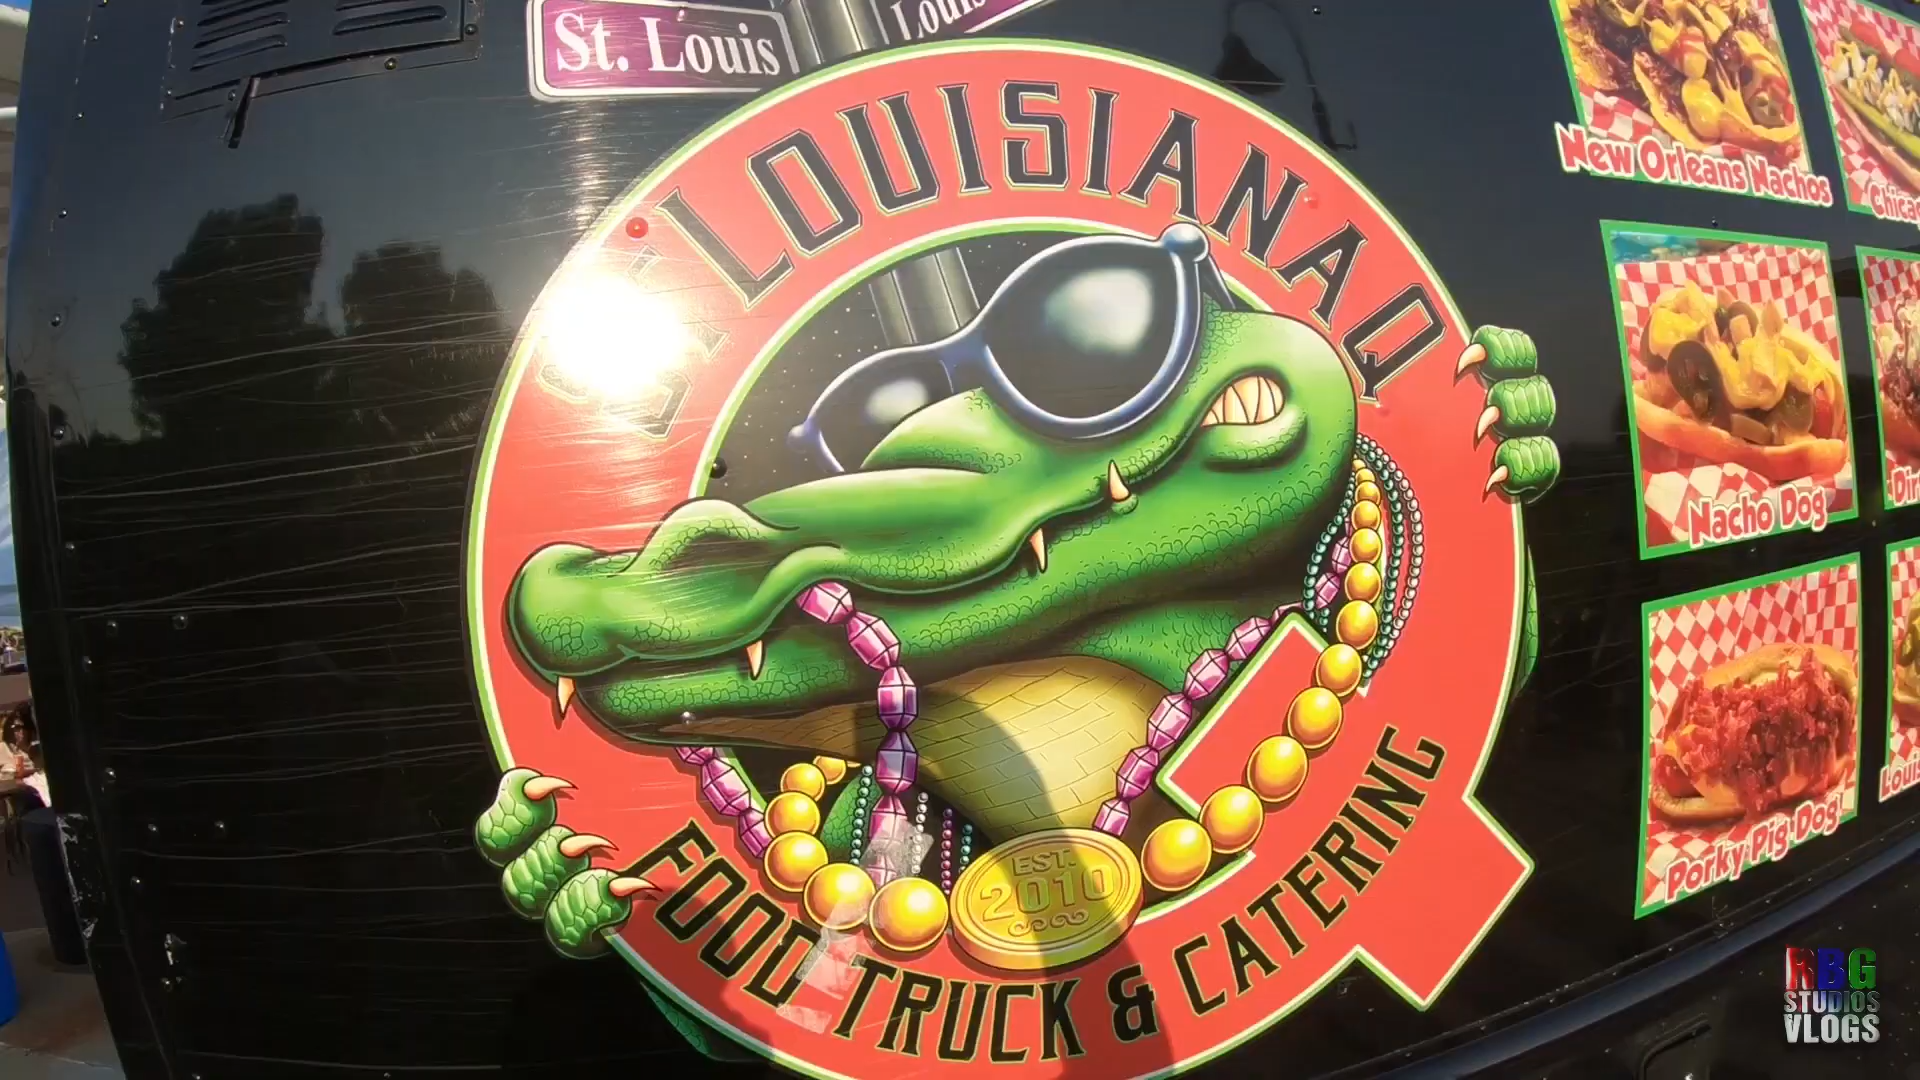 St. Louis
Louis
LOUISIANAQ
FOOD TRUCK & CATERING
EST.
2010
New Orleans Nachos
Nacho Dog
Porky Pig Dog
RBG
STUDIOS
VLOGS